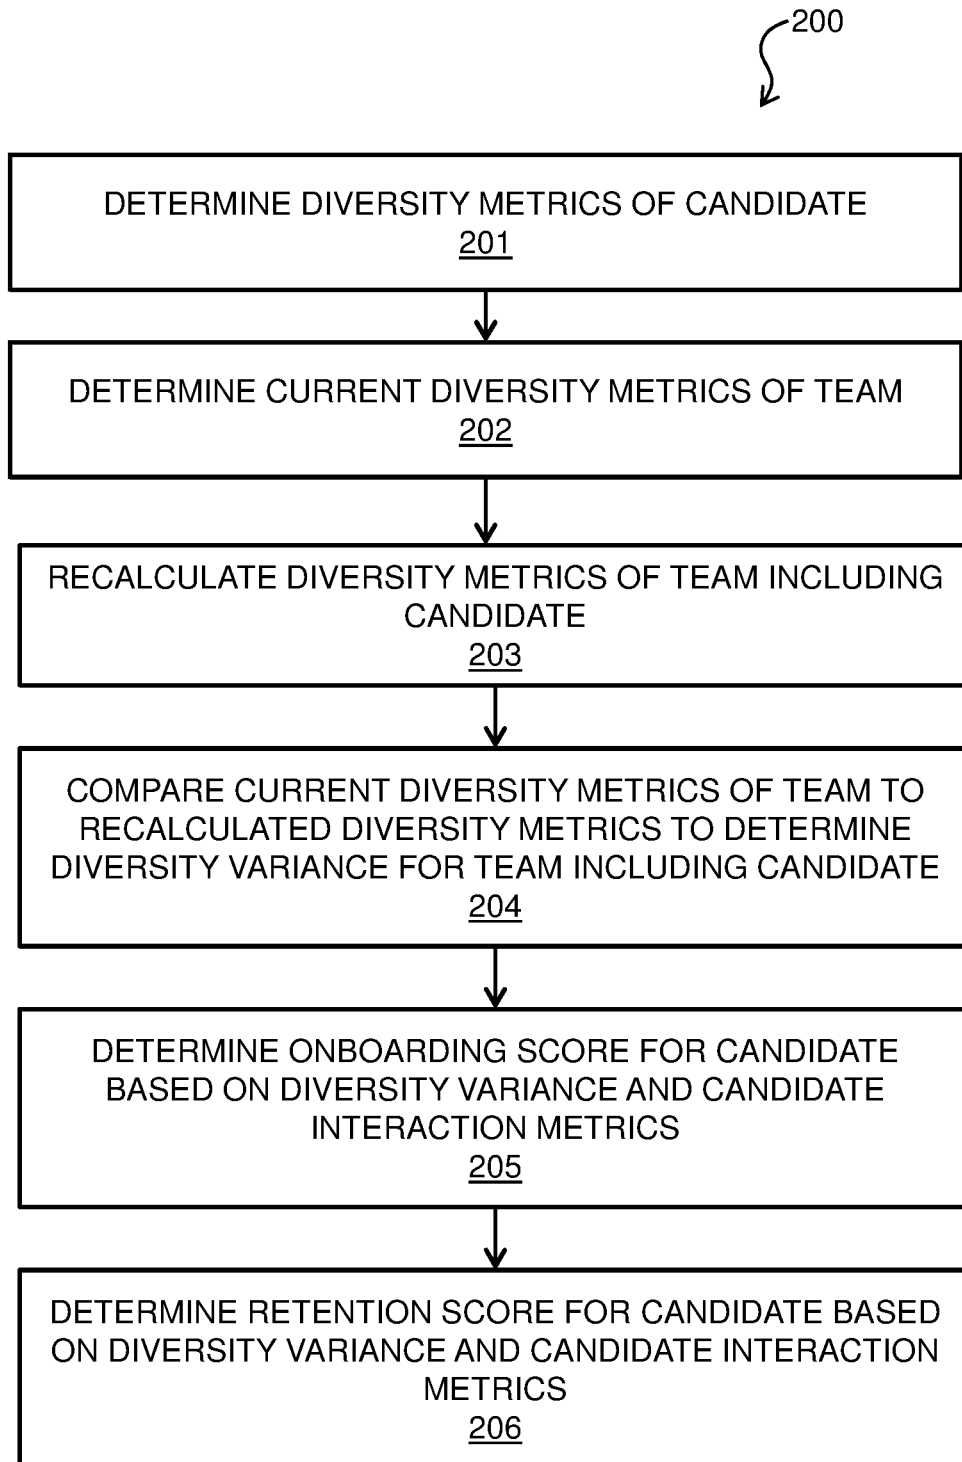 200
DETERMINE DIVERSITY METRICS OF CANDIDATE
201
DETERMINE CURRENT DIVERSITY METRICS OF TEAM
202
RECALCULATE DIVERSITY METRICS OF TEAM INCLUDING
CANDIDATE
203
COMPARE CURRENT DIVERSITY METRICS OF TEAM TO
RECALCULATED DIVERSITY METRICS TO DETERMINE
DIVERSITY VARIANCE FOR TEAM INCLUDING CANDIDATE
204
DETERMINE ONBOARDING SCORE FOR CANDIDATE
BASED ON DIVERSITY VARIANCE AND CANDIDATE
INTERACTION METRICS
205
DETERMINE RETENTION SCORE FOR CANDIDATE BASED
ON DIVERSITY VARIANCE AND CANDIDATE INTERACTION
METRICS
206